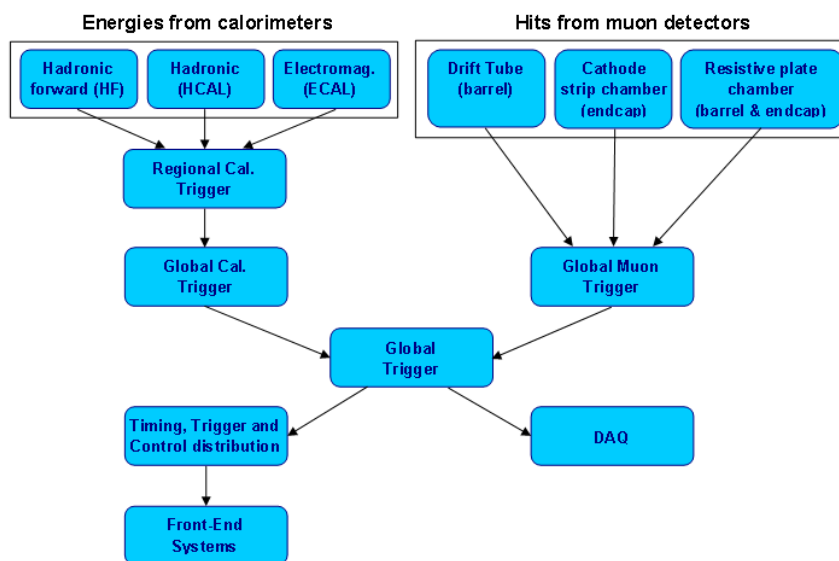 Energies from calorimeters
Hits from muon detectors
Hadronic
forward (HF)
Hadronic
(HCAL)
Electromag.
(ECAL)
Drift Tube
(barrel)
Cathode
strip chamber
(endcap)
Resistive plate
chamber
(barrel & endcap)
Regional Cal.
Trigger
Global Cal.
Trigger
Global Muon
Trigger
Global
Trigger
Timing, Trigger and
Control distribution
DAQ
Front-End
Systems